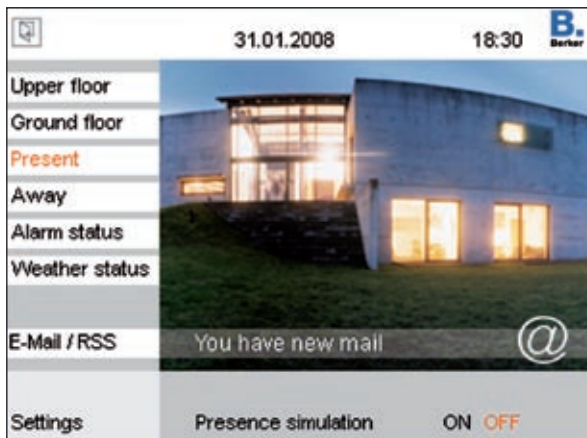 31.01.2008 18:30 B.
Berker
Upper floor
Ground floor
Present
Away
Alarm status
Weather status
E-Mail / RSS You have new mail @
Settings Presence simulation ON OFF